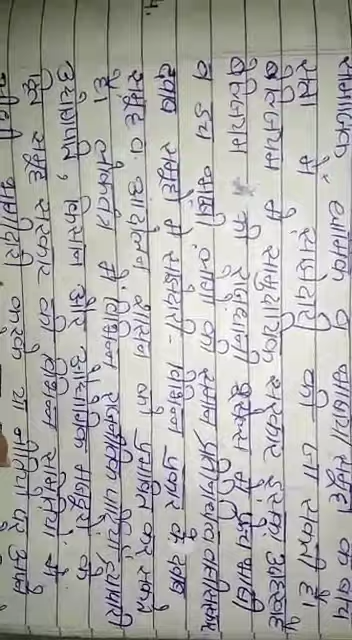 सामाजिक, धार्मिक व भाषायी समूहों के बीच
सत्ता में साझेदारी की जा सकती है।
बेल्जियम में सामुदायिक सरकार इसका उदाहरण
बेल्जियम की राजधानी ब्रुसेल्स में फ्रेंच भाषी
व डच भाषी लोगों को समान प्रतिनिधित्व
दबाव समूहों में साझेदारी- विभिन्न प्रकार के दबाव
समूह व आंदोलन शासन को प्रभावित कर सकते
है। लोकतंत्र में विभिन्न राजनीतिक पार्टी, व्यापारी
उद्योगपति, किसान और औद्योगिक मजदूर के
समूह सरकार की विभिन्न समितियों में
भागीदारी करके या नीतियों पर अपने